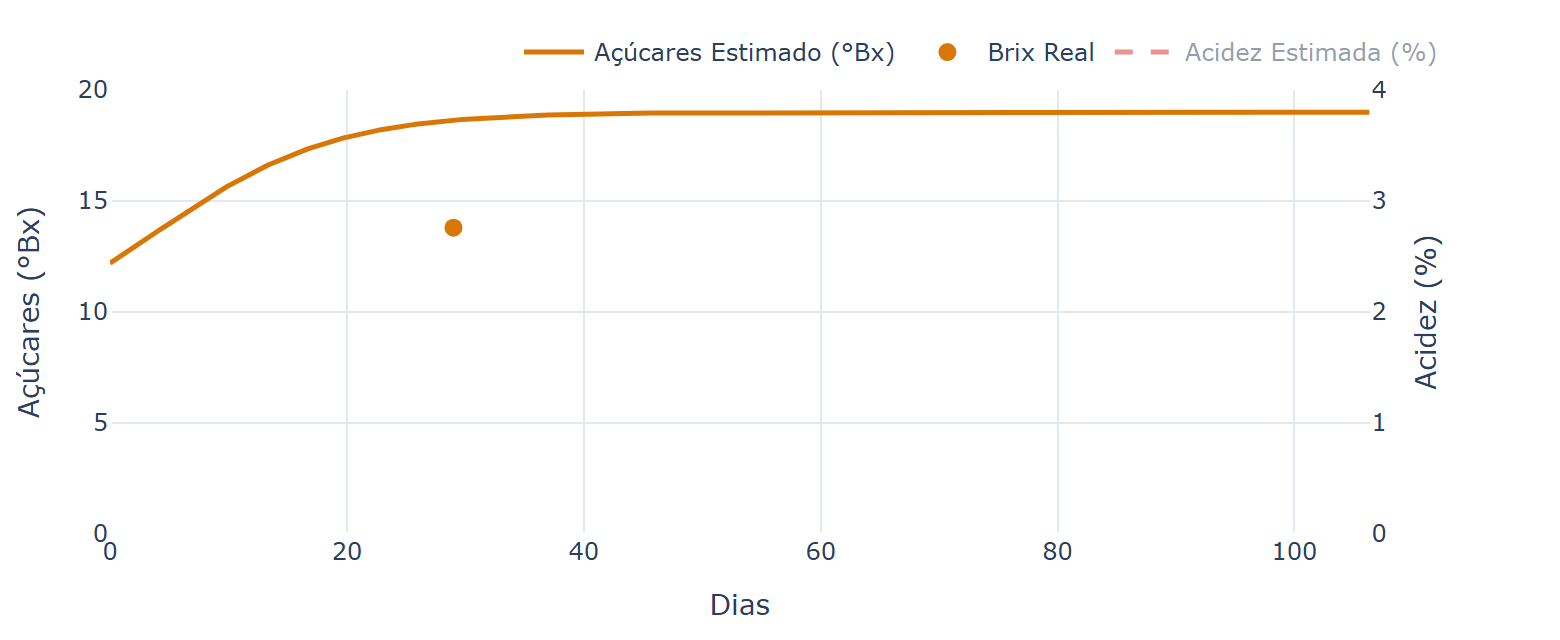 Açúcares Estimado (°Bx) Brix Real Acidez Estimada (%)
20 4
15 3
10 2
5 1
0 0
0 20 40 60 80 100
Dias
Açúcares (°Bx)
Acidez (%)